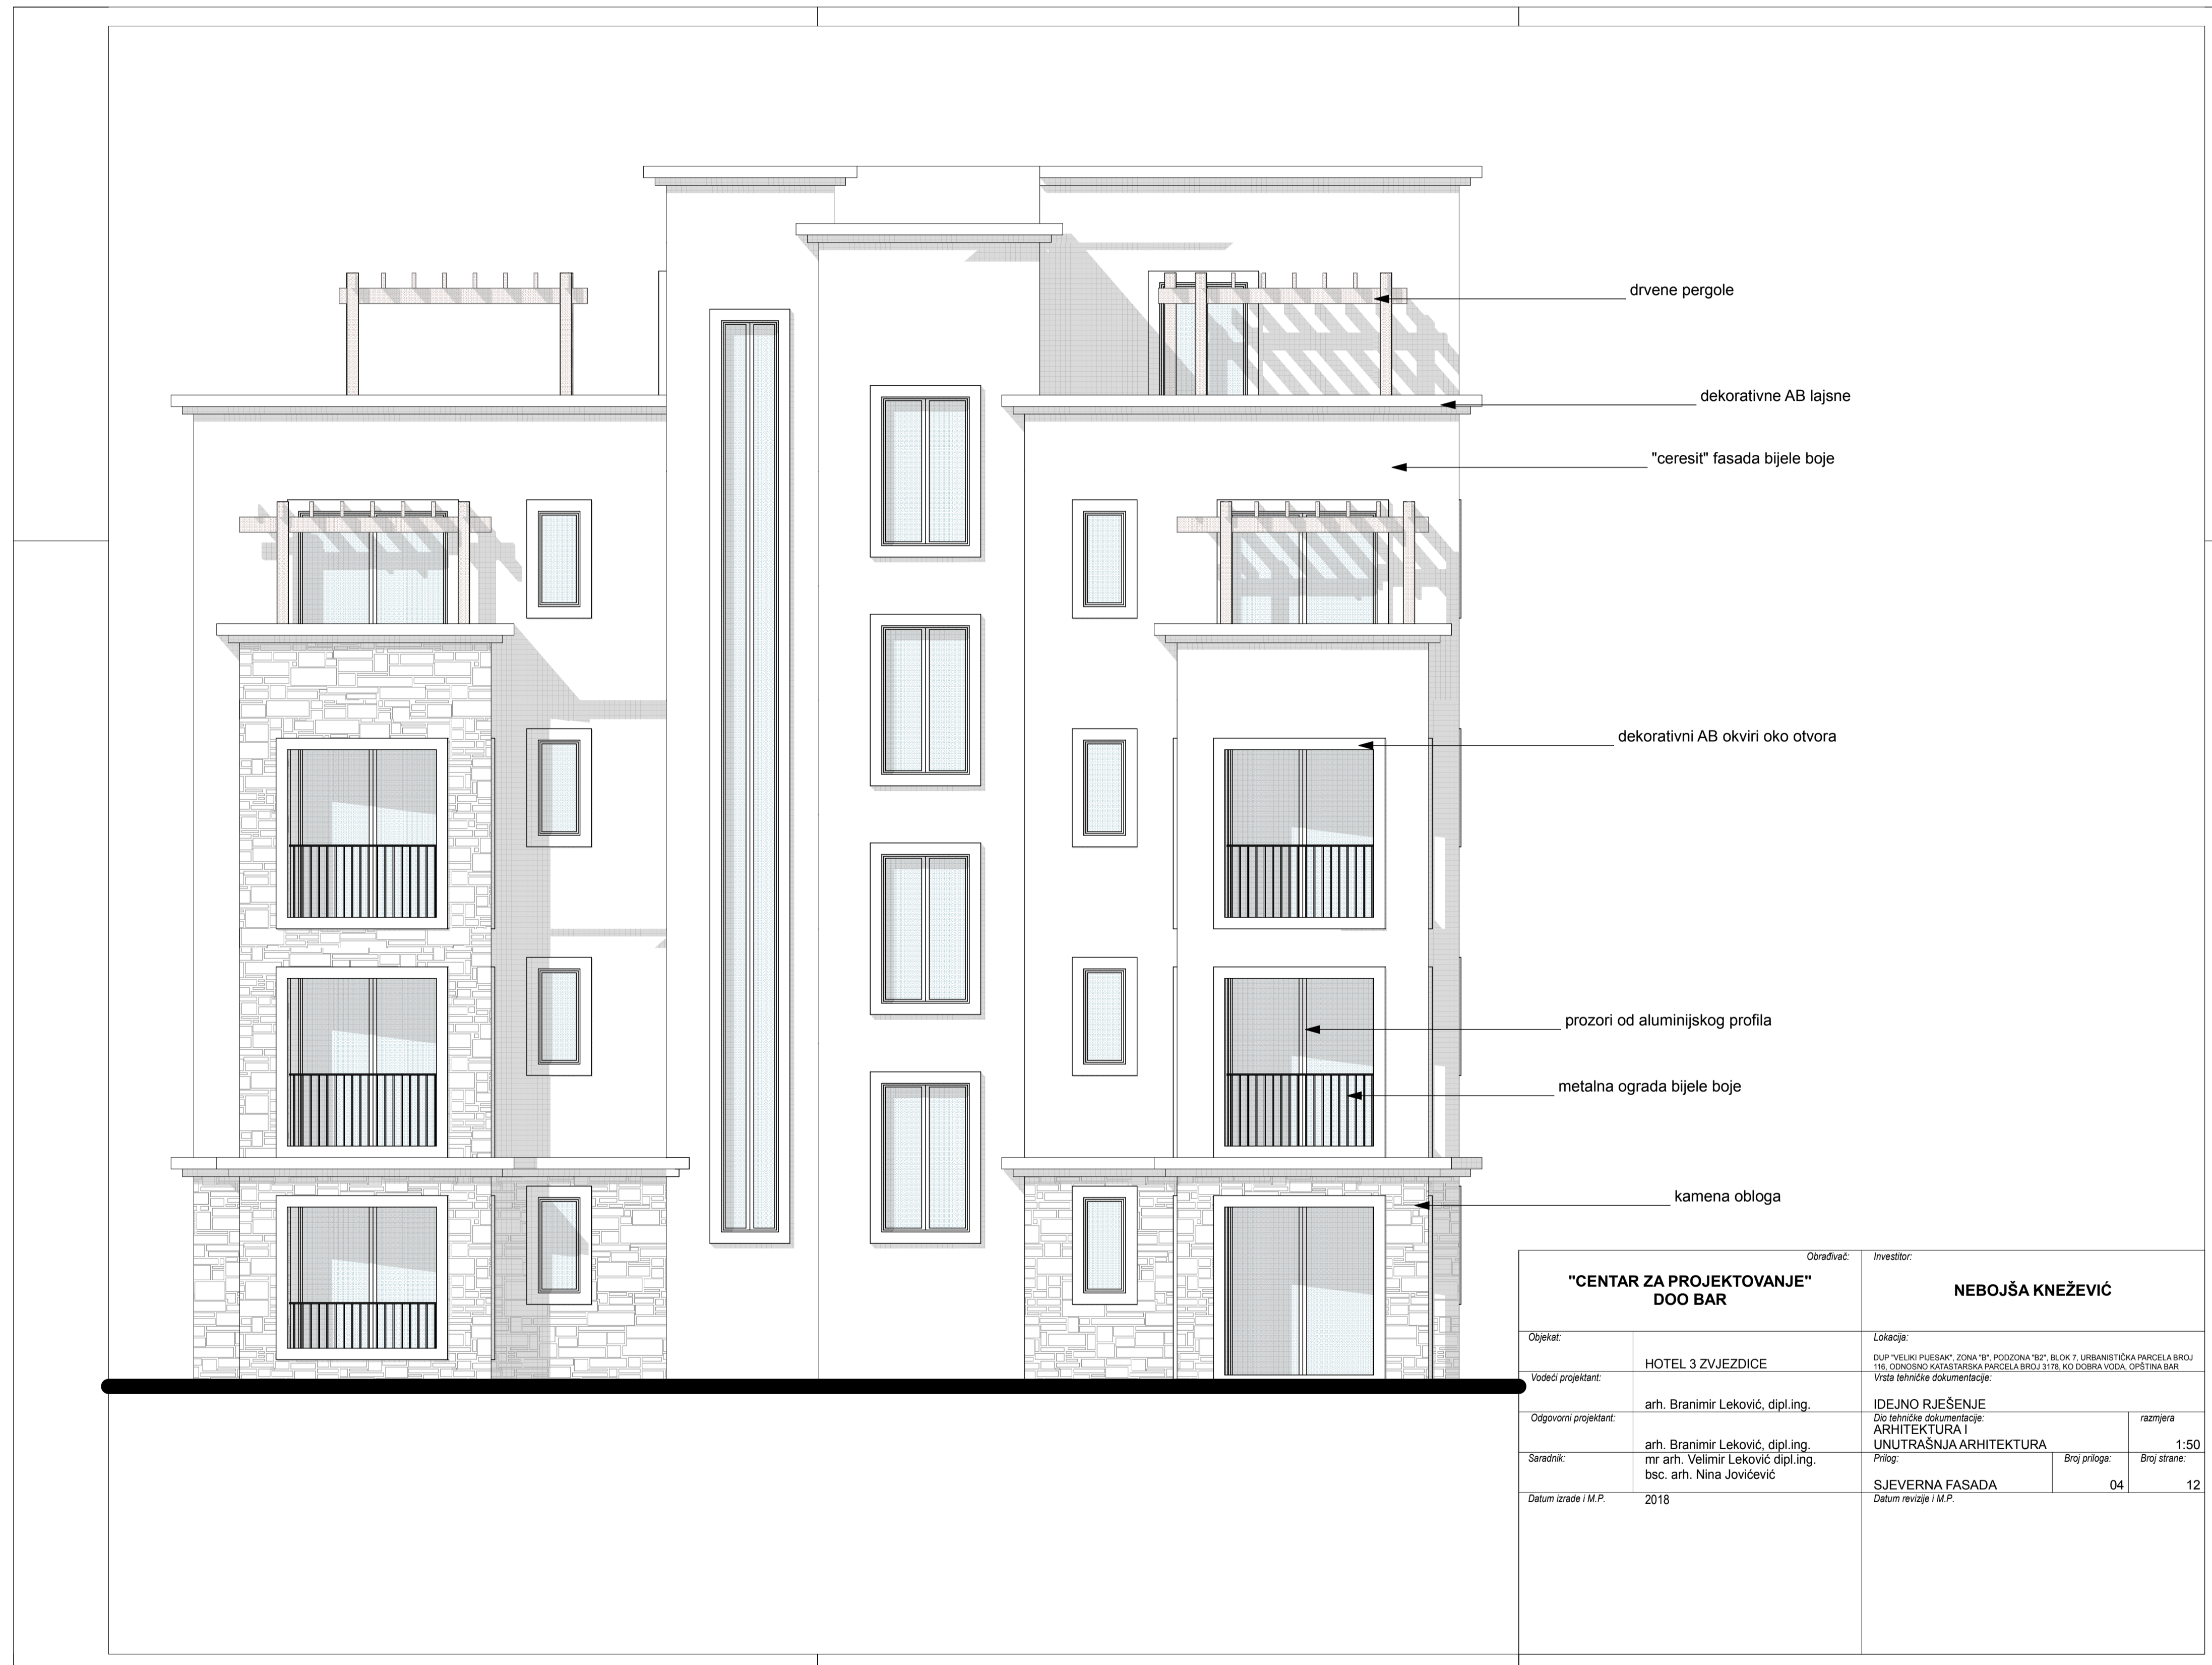 drvene pergole
dekorativne AB lajsne
"ceresit" fasada bijele boje
dekorativni AB okviri oko otvora
prozori od aluminijskog profila
metalna ograda bijele boje
kamena obloga
Obrađivač:
"CENTAR ZA PROJEKTOVANJE"
DOO BAR
Investitor:
NEBOJŠA KNEŽEVIĆ
Objekat:
HOTEL 3 ZVJEZDICE
Lokacija:
DUP "VELIKI PIJESAK", ZONA "B", PODZONA "B2", BLOK 7, URBANISTIČKA PARCELA BROJ
116, ODNOSNO KATASTARSKA PARCELA BROJ 3178, KO DOBRA VODA, OPŠTINA BAR
Vodeći projektant:
arh. Branimir Leković, dipl.ing.
Vrsta tehničke dokumentacije:
IDEJNO RJEŠENJE
Odgovorni projektant:
arh. Branimir Leković, dipl.ing.
Dio tehničke dokumentacije:
ARHITEKTURA I
UNUTRAŠNJA ARHITEKTURA
razmjera
1:50
Saradnik:
mr arh. Velimir Leković dipl.ing.
bsc. arh. Nina Jovićević
Prilog:
SJEVERNA FASADA
Broj priloga:
04
Broj strane:
12
Datum izrade i M.P.
2018
Datum revizije i M.P.